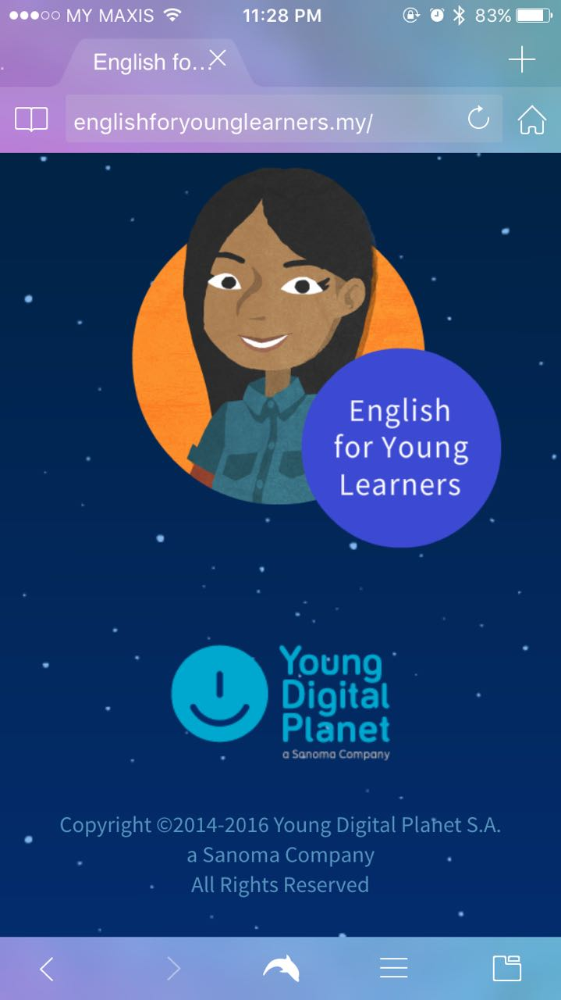 MY MAXIS 11:28 PM 83%
English fo...
englishforyounglearners.my/
English
for Young
Learners
Young
Digital
Planet
a Sanoma Company
Copyright ©2014-2016 Young Digital Planet S.A.
a Sanoma Company
All Rights Reserved